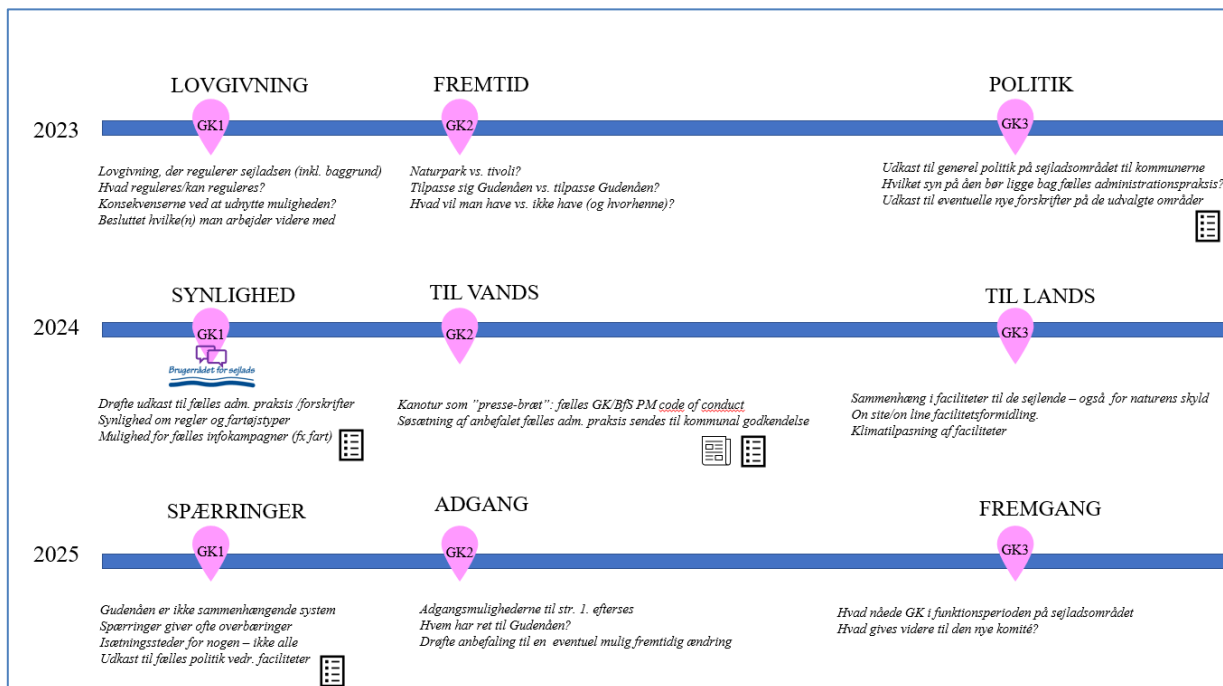 LOVGIVNING
FREMTID
POLITIK
2023
GK1
GK2
GK3
Lovgivning, der regulerer sejladsen (inkl. baggrund)
Hvad reguleres/kan reguleres?
Konsekvenserne ved at udnytte muligheden?
Besluttet hvilke(n) man arbejder videre med
Naturpark vs. tivoli?
Tilpasse sig Gudenåen vs. tilpasse Gudenåen?
Hvad vil man have vs. ikke have (og hvorhenne)?
Udkast til generel politik på sejladsområdet til kommunerne
Hvilket syn på åen bør ligge bag fælles administrationspraksis?
Udkast til eventuelle nye forskrifter på de udvalgte områder
SYNLIGHED
TIL VANDS
TIL LANDS
2024
GK1
GK2
GK3
Brugerrådet for sejlads
Drøfte udkast til fælles adm. praksis /forskrifter
Synlighed om regler og fartøjstyper
Mulighed for fælles infokampagner (fx fart)
Kanotur som ”presse-bræt”: fælles GK/BfS PM code of conduct
Søsætning af anbefalet fælles adm. praksis sendes til kommunal godkendelse
Sammenhæng i faciliteter til de sejlende – også for naturens skyld
On site/on line facilitetsformidling.
Klimatilpasning af faciliteter
SPÆRRINGER
ADGANG
FREMGANG
2025
GK1
GK2
GK3
Gudenåen er ikke sammenhængende system
Spærringer giver ofte overbæringer
Isætningssteder for nogen – ikke alle
Udkast til fælles politik vedr. faciliteter
Adgangsmulighederne til str. 1. efterses
Hvem har ret til Gudenåen?
Drøfte anbefaling til en eventuel mulig fremtidig ændring
Hvad nåede GK i funktionsperioden på sejladsområdet
Hvad gives videre til den nye komité?